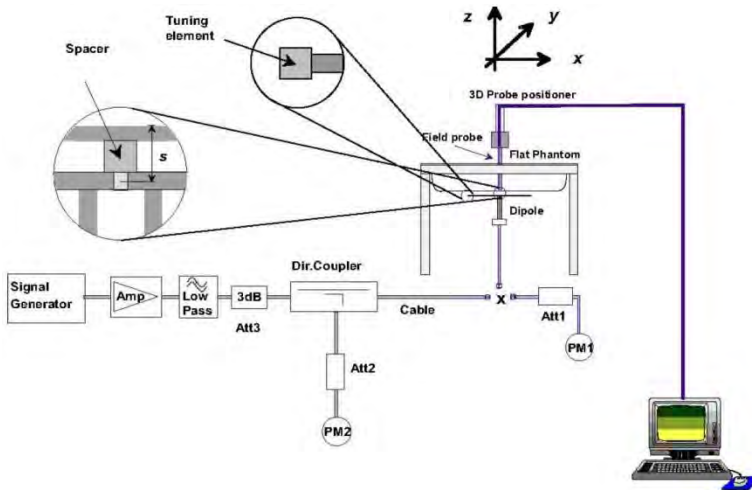 Tuning
element
Spacer
s
z
y
x
3D Probe positioner
Field probe
Flat Phantom
Dipole
Dir.Coupler
Signal
Generator
Amp
Low
Pass
3dB
Att3
Cable
x
Att1
PM1
Att2
PM2